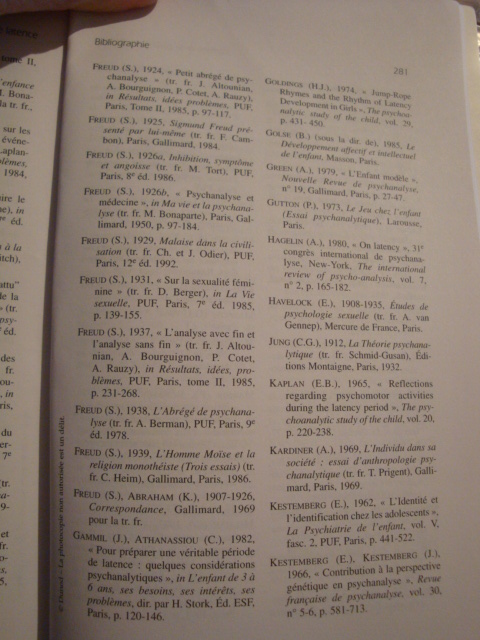 Bibliographie
281
FREUD (S.), 1924, « Petit abrégé de psy-
chanalyse » (tr. fr. J. Altounian,
A. Bourguignon, P. Cotet, A. Rauzy),
in Résultats, idées problèmes, PUF,
Paris, Tome II, 1985, p. 97-117.
FREUD (S.), 1925, Sigmund Freud pré-
senté par lui-même (tr. fr. F. Cam-
bon), Paris, Gallimard, 1984.
FREUD (S.), 1926a, Inhibition, symptôme
et angoisse (tr. fr. M. Tort), PUF,
Paris, 8e éd. 1986.
FREUD (S.), 1926b, « Psychanalyse et
médecine », in Ma vie et la psychana-
lyse (tr. fr. M. Bonaparte), Paris, Gal-
limard, 1950, p. 97-184.
FREUD (S.), 1929, Malaise dans la civili-
sation (tr. fr. Ch. et J. Odier), PUF,
Paris, 12e éd. 1992.
FREUD (S.), 1931, « Sur la sexualité fémi-
nine » (tr. fr. D. Berger), in La Vie
sexuelle, PUF, Paris, 7e éd. 1985,
p. 139-155.
FREUD (S.), 1937, « L'analyse avec fin et
l'analyse sans fin » (tr. fr. J. Altou-
nian, A. Bourguignon, P. Cotet,
A. Rauzy), in Résultats, idées, pro-
blèmes, PUF, Paris, tome II, 1985,
p. 231-268.
FREUD (S.), 1938, L'Abrégé de psychana-
lyse (tr. fr. A. Berman), PUF, Paris, 9e
éd. 1978.
FREUD (S.), 1939, L'Homme Moïse et la
religion monothéiste (Trois essais) (tr.
fr. C. Heim), Gallimard, Paris, 1986.
FREUD (S.), ABRAHAM (K.), 1907-1926,
Correspondance, Gallimard, 1969
pour la tr. fr.
GAMMIL (J.), ATHANASSIOU (C.), 1982,
« Pour préparer une véritable période
de latence : quelques considérations
psychanalytiques », in L'enfant de 3 à
6 ans, ses besoins, ses intérêts, ses
problèmes, dir. par H. Stork, Éd. ESF,
Paris, p. 120-146.
GOLDINGS (H.J.), 1974, « Jump-Rope
Rhymes and the Rhythm of Latency
Development in Girls », The psychoa-
nalytic study of the child, vol. 29,
p. 431- 450.
GOLSE (B.) (sous la dir. de), 1985, Le
Développement affectif et intellectuel
de l'enfant, Masson, Paris.
GREEN (A.), 1979, « L'Enfant modèle »,
Nouvelle Revue de psychanalyse,
n° 19, Gallimard, Paris, p. 27-47.
GUTTON (P.), 1973, Le Jeu chez l'enfant
(Essai psychanalytique), Larousse,
Paris.
HAGELIN (A.), 1980, « On latency », 31e
congrès international de psychana-
lyse, New-York, The international
review of psycho-analysis, vol. 7,
n° 2, p. 165-182.
HAVELOCK (E.), 1908-1935, Études de
psychologie sexuelle (tr. fr. A. van
Gennep), Mercure de France, Paris.
JUNG (C.G.), 1912, La Théorie psychana-
lytique (tr. fr. Schmid-Gusan), Édi-
tions Montaigne, Paris, 1932.
KAPLAN (E.B.), 1965, « Reflections
regarding psychomotor activities
during the latency period », The psy-
choanalytic study of the child, vol. 20,
p. 220-238.
KARDINER (A.), 1969, L'Individu dans sa
société : essai d'anthropologie psy-
chanalytique (tr. fr. T. Prigent), Galli-
mard, Paris, 1969.
KESTEMBERG (E.), 1962, « L'Identité et
l'identification chez les adolescents »,
La Psychiatrie de l'enfant, vol. V,
fasc. 2, PUF, Paris, p. 441-522.
KESTEMBERG (E.), KESTEMBERG (J.),
1966, « Contribution à la perspective
génétique en psychanalyse », Revue
française de psychanalyse, vol. 30,
n° 5-6, p. 581-713.
© Dunod – La photocopie non autorisée est un délit.